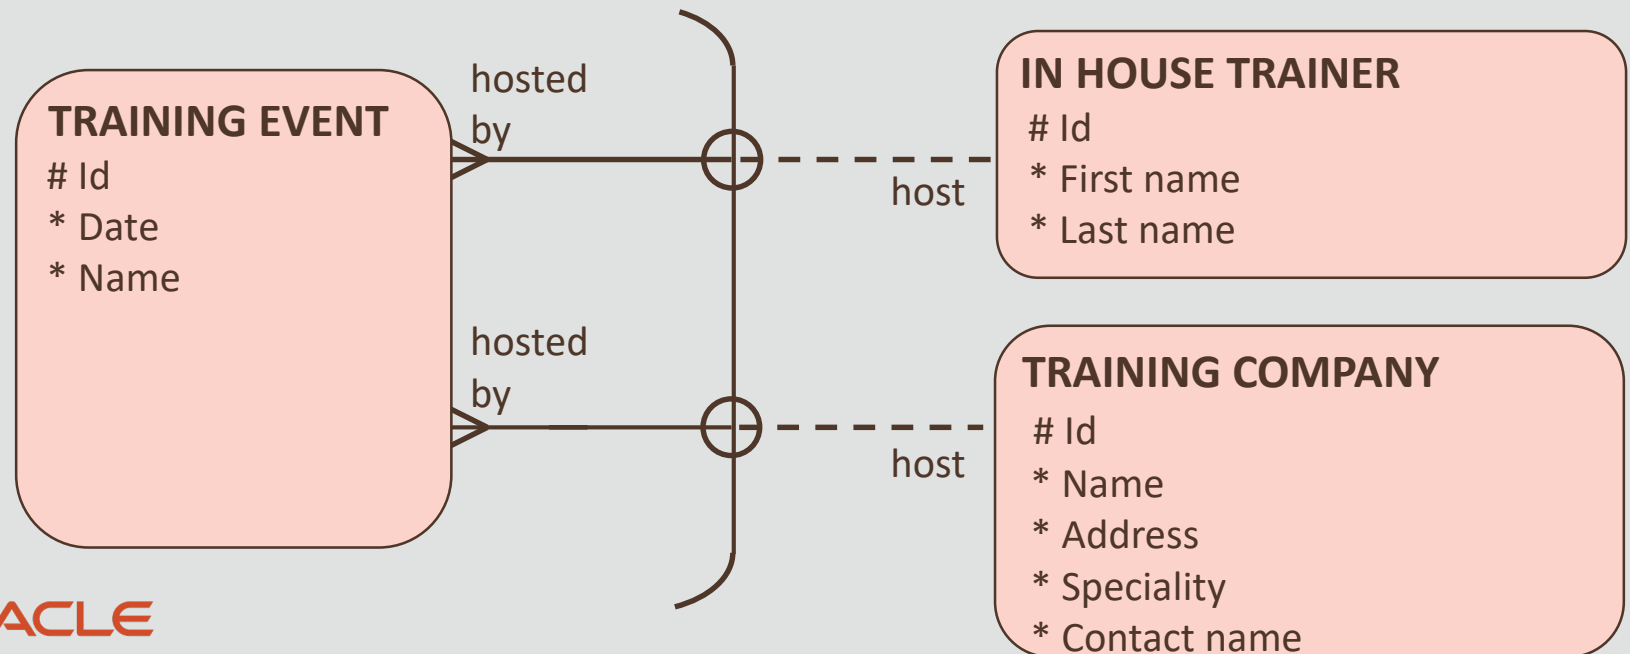 TRAINING EVENT
# Id
* Date
* Name
hosted
by
hosted
by
host
host
IN HOUSE TRAINER
# Id
* First name
* Last name
TRAINING COMPANY
# Id
* Name
* Address
* Speciality
* Contact name
ACLE